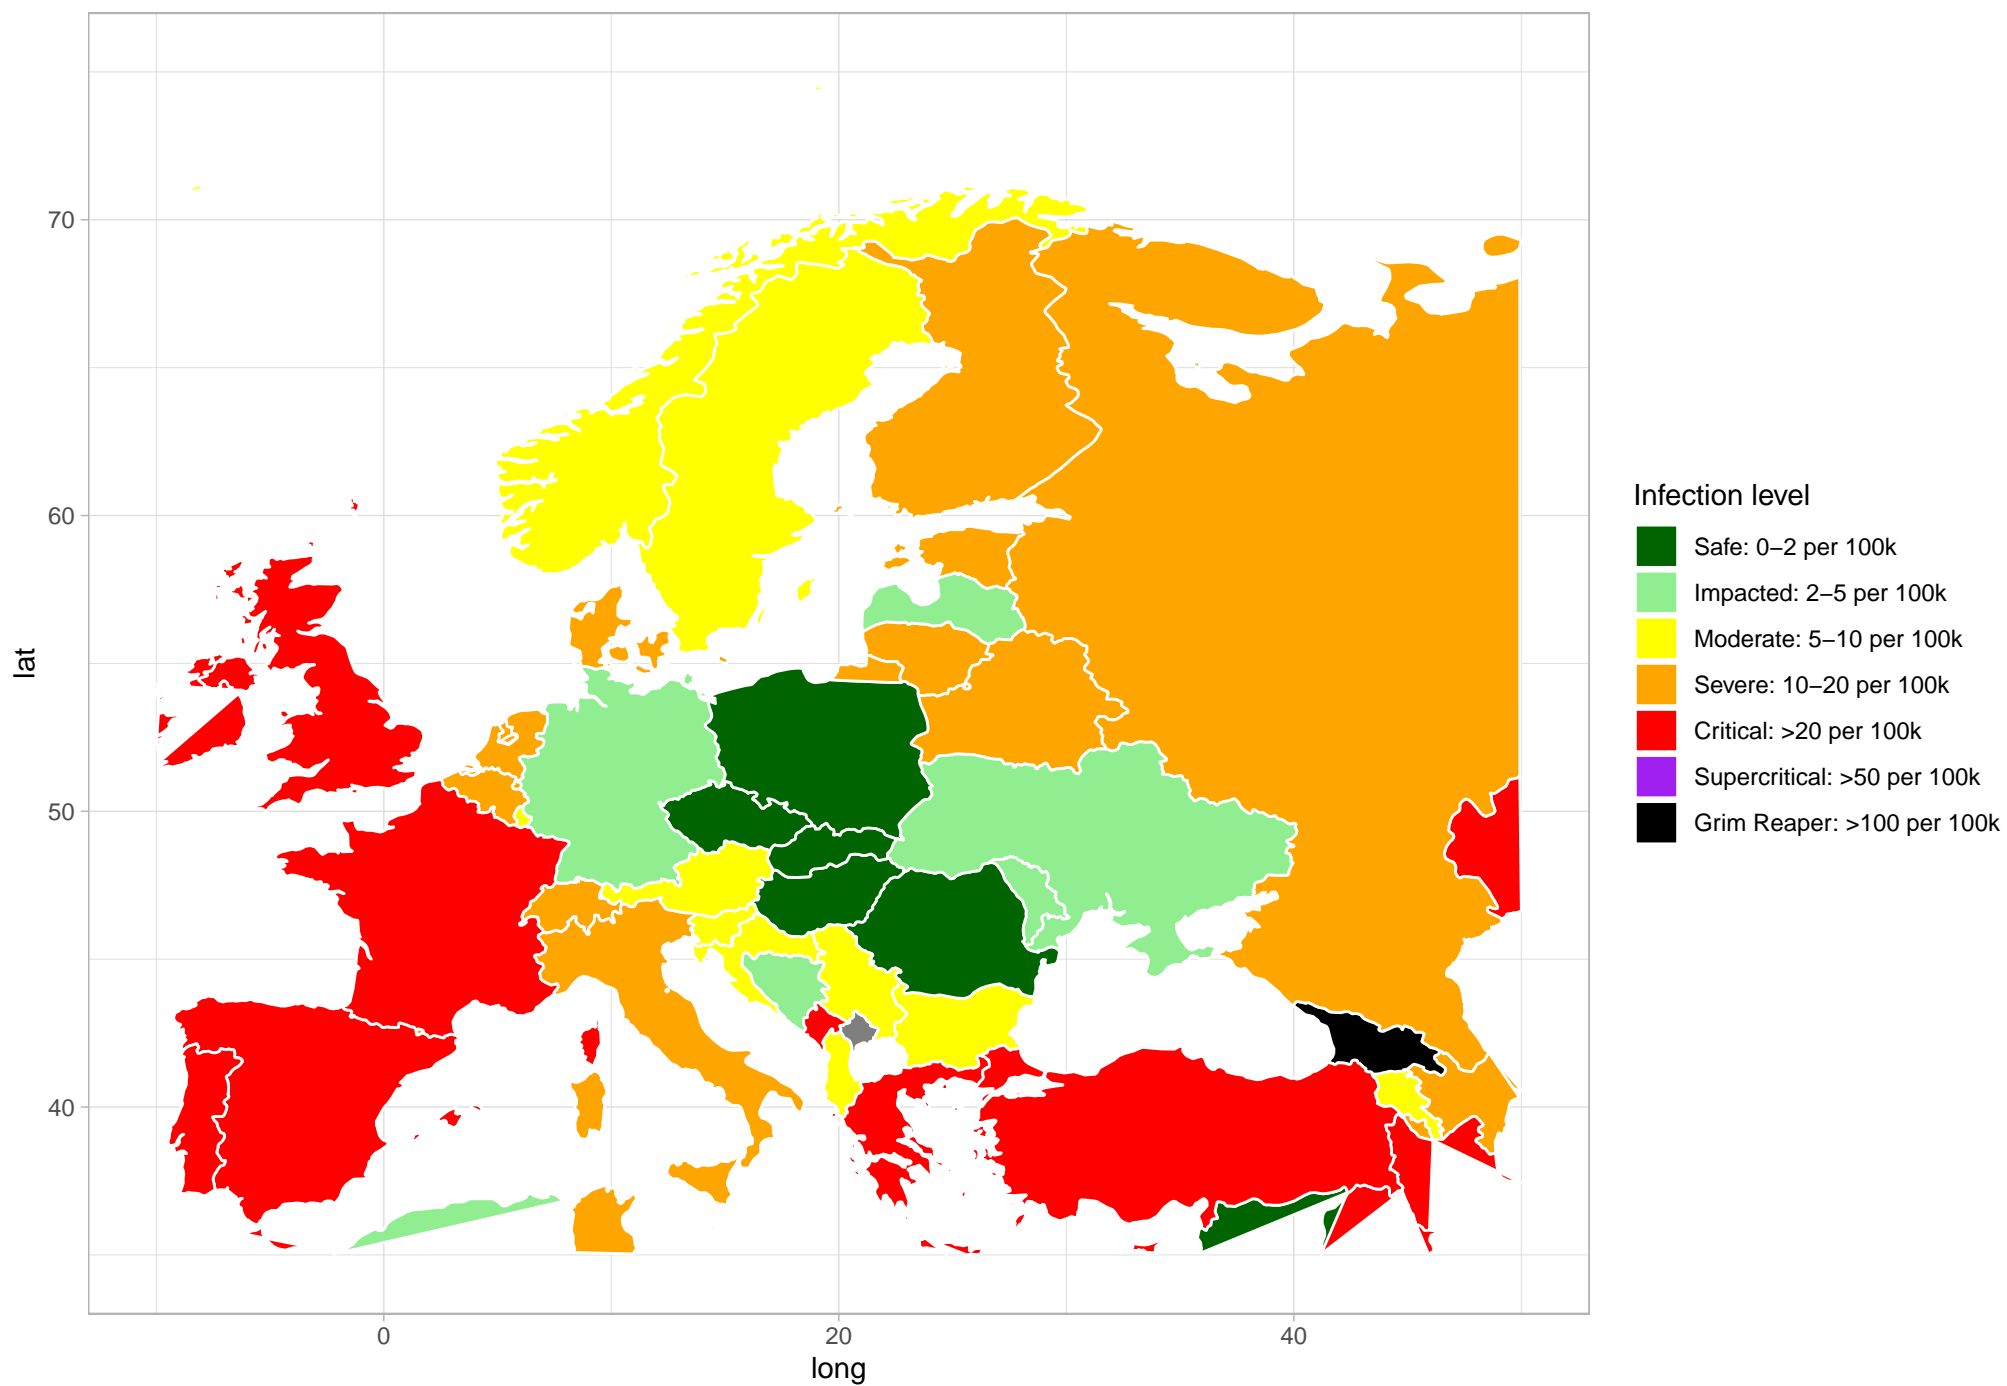 70
60
50
40
lat
0
20
40
long
Infection level
Safe: 0−2 per 100k
Impacted: 2−5 per 100k
Moderate: 5−10 per 100k
Severe: 10−20 per 100k
Critical: >20 per 100k
Supercritical: >50 per 100k
Grim Reaper: >100 per 100k